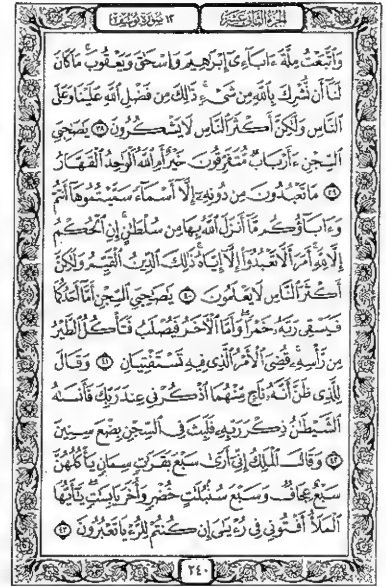 الجزء الثاني عشر
١٢ سورة يوسف
وَٱتَّبَعْتُ مِلَّةَ ءَابَآءِىٓ إِبْرَٰهِيمَ وَإِسْحَٰقَ وَيَعْقُوبَ ۚ مَا كَانَ
لَنَآ أَن نُّشْرِكَ بِٱللَّهِ مِن شَىْءٍ ۚ ذَٰلِكَ مِن فَضْلِ ٱللَّهِ عَلَيْنَا وَعَلَى
ٱلنَّاسِ وَلَٰكِنَّ أَكْثَرَ ٱلنَّاسِ لَا يَشْكُرُونَ ٣٨ يَٰصَىٰحِبَىِ
ٱلسِّجْنِ ءَأَرْبَابٌ مُّتَفَرِّقُونَ خَيْرٌ أَمِ ٱللَّهُ ٱلْوَٰحِدُ ٱلْقَهَّارُ
٣٩ مَا تَعْبُدُونَ مِن دُونِهِۦٓ إِلَّآ أَسْمَآءً سَمَّيْتُمُوهَآ أَنتُمْ
وَءَابَآؤُكُم مَّآ أَنزَلَ ٱللَّهُ بِهَا مِن سُلْطَٰنٍ ۚ إِنِ ٱلْحُكْمُ
إِلَّا لِلَّهِ ۚ أَمَرَ أَلَّا تَعْبُدُوٓا۟ إِلَّآ إِيَّاهُ ۚ ذَٰلِكَ ٱلدِّينُ ٱلْقَيِّمُ وَلَٰكِنَّ
أَكْثَرَ ٱلنَّاسِ لَا يَعْلَمُونَ ٤٠ يَٰصَىٰحِبَىِ ٱلسِّجْنِ أَمَّآ أَحَدُكُمَا
فَيَسْقِى رَبَّهُۥ خَمْرًا ۖ وَأَمَّا ٱلْءَاخَرُ فَيُصْلَبُ فَتَأْكُلُ ٱلطَّيْرُ
مِن رَّأْسِهِۦ ۚ قُضِىَ ٱلْأَمْرُ ٱلَّذِى فِيهِ تَسْتَفْتِيَانِ ٤١ وَقَالَ
لِلَّذِى ظَنَّ أَنَّهُۥ نَاجٍ مِّنْهُمَا ٱذْكُرْنِى عِندَ رَبِّكَ فَأَنسَىٰهُ
ٱلشَّيْطَٰنُ ذِكْرَ رَبِّهِۦ فَلَبِثَ فِى ٱلسِّجْنِ بِضْعَ سِنِينَ
٤٢ وَقَالَ ٱلْمَلِكُ إِنِّىٓ أَرَىٰ سَبْعَ بَقَرَٰتٍ سِمَانٍ يَأْكُلُهُنَّ
سَبْعٌ عِجَافٌ وَسَبْعَ سُنۢبُلَٰتٍ خُضْرٍ وَأُخَرَ يَابِسَٰتٍ ۖ يَٰٓأَيُّهَا
ٱلْمَلَأُ أَفْتُونِى فِى رُءْيَٰىَ إِن كُنتُمْ لِلرُّءْيَا تَعْبُرُونَ ٤٣
٢٤٠